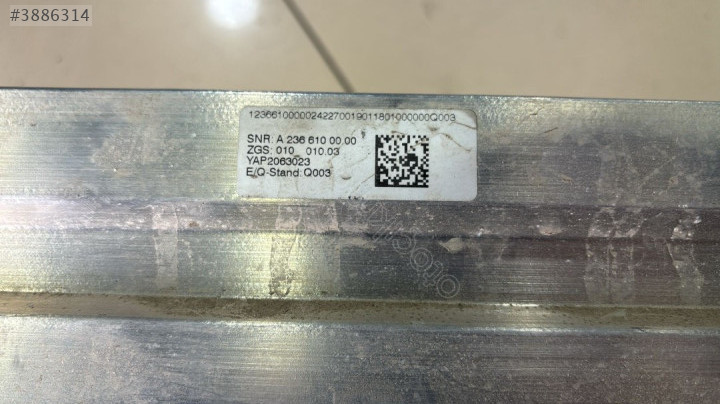 #3886314
12366100000242270019011801000000Q003
SNR: A 236 610 00 00
ZGS: 010 010.03
YAP2063023
E/Q-Stand: Q003